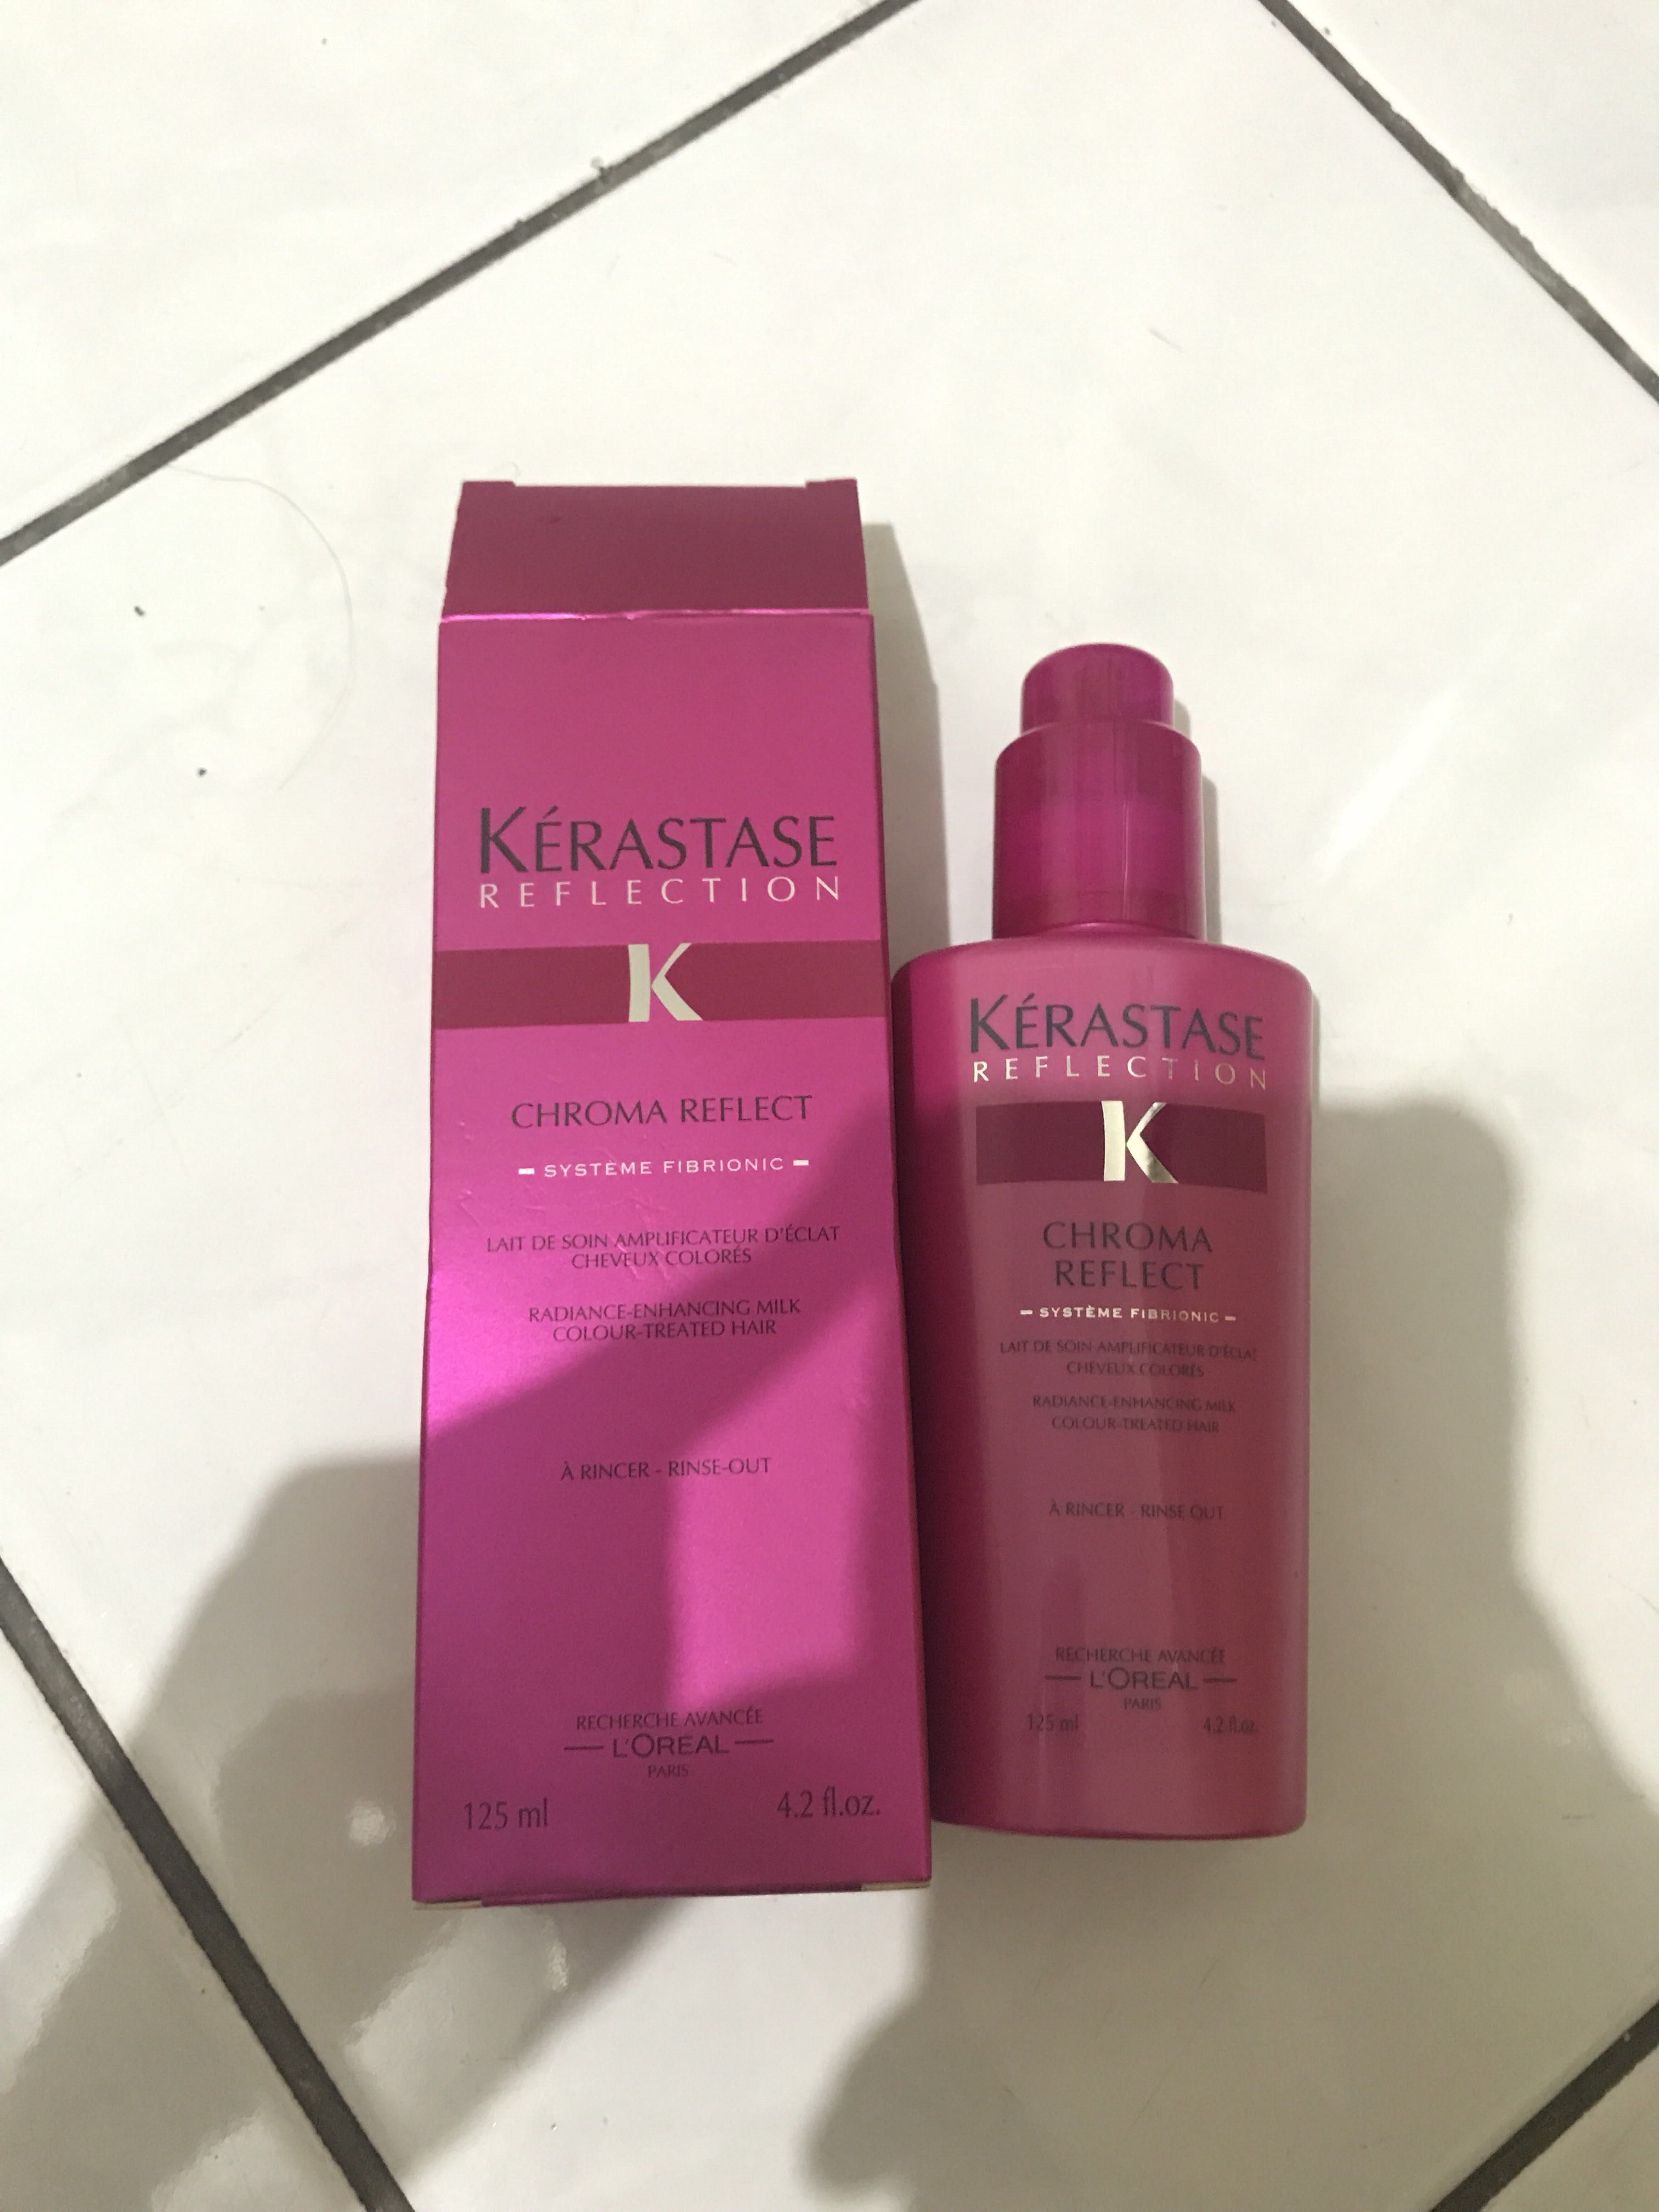 KÉRASTASE
REFLECTION
K
CHROMA REFLECT
SYSTÈME FIBRIONIC
LAIT DE SOIN AMPLIFICATEUR D'ÉCLAT
CHEVEUX COLORÉS
RADIANCE-ENHANCING MILK
COLOUR-TREATED HAIR
À RINCER - RINSE-OUT
RECHERCHE AVANCÉE
L'ORÉAL
PARIS
125 ml 4.2 fl.oz.
KÉRASTASE
REFLECTION
K
CHROMA
REFLECT
SYSTÈME FIBRIONIC
LAIT DE SOIN AMPLIFICATEUR D'ÉCLAT
CHEVEUX COLORÉS
RADIANCE-ENHANCING MILK
COLOUR-TREATED HAIR
À RINCER - RINSE OUT
RECHERCHE AVANCÉE
L'ORÉAL
PARIS
125 ml 4.2 fl.oz.